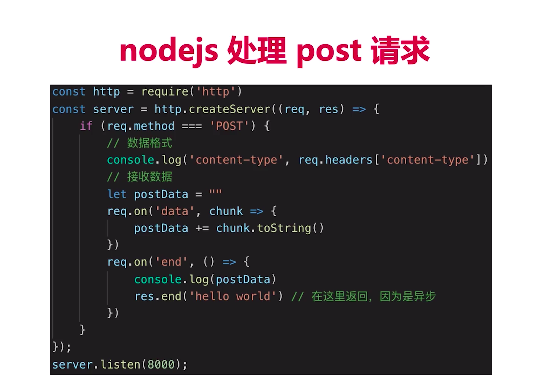 nodejs 处理 post 请求
const http = require('http')
const server = http.createServer((req, res) => {
    if (req.method === 'POST') {
        // 数据格式
        console.log('content-type', req.headers['content-type'])
        // 接收数据
        let postData = ""
        req.on('data', chunk => {
            postData += chunk.toString()
        })
        req.on('end', () => {
            console.log(postData)
            res.end('hello world') // 在这里返回，因为是异步
        })
    }
});
server.listen(8000);